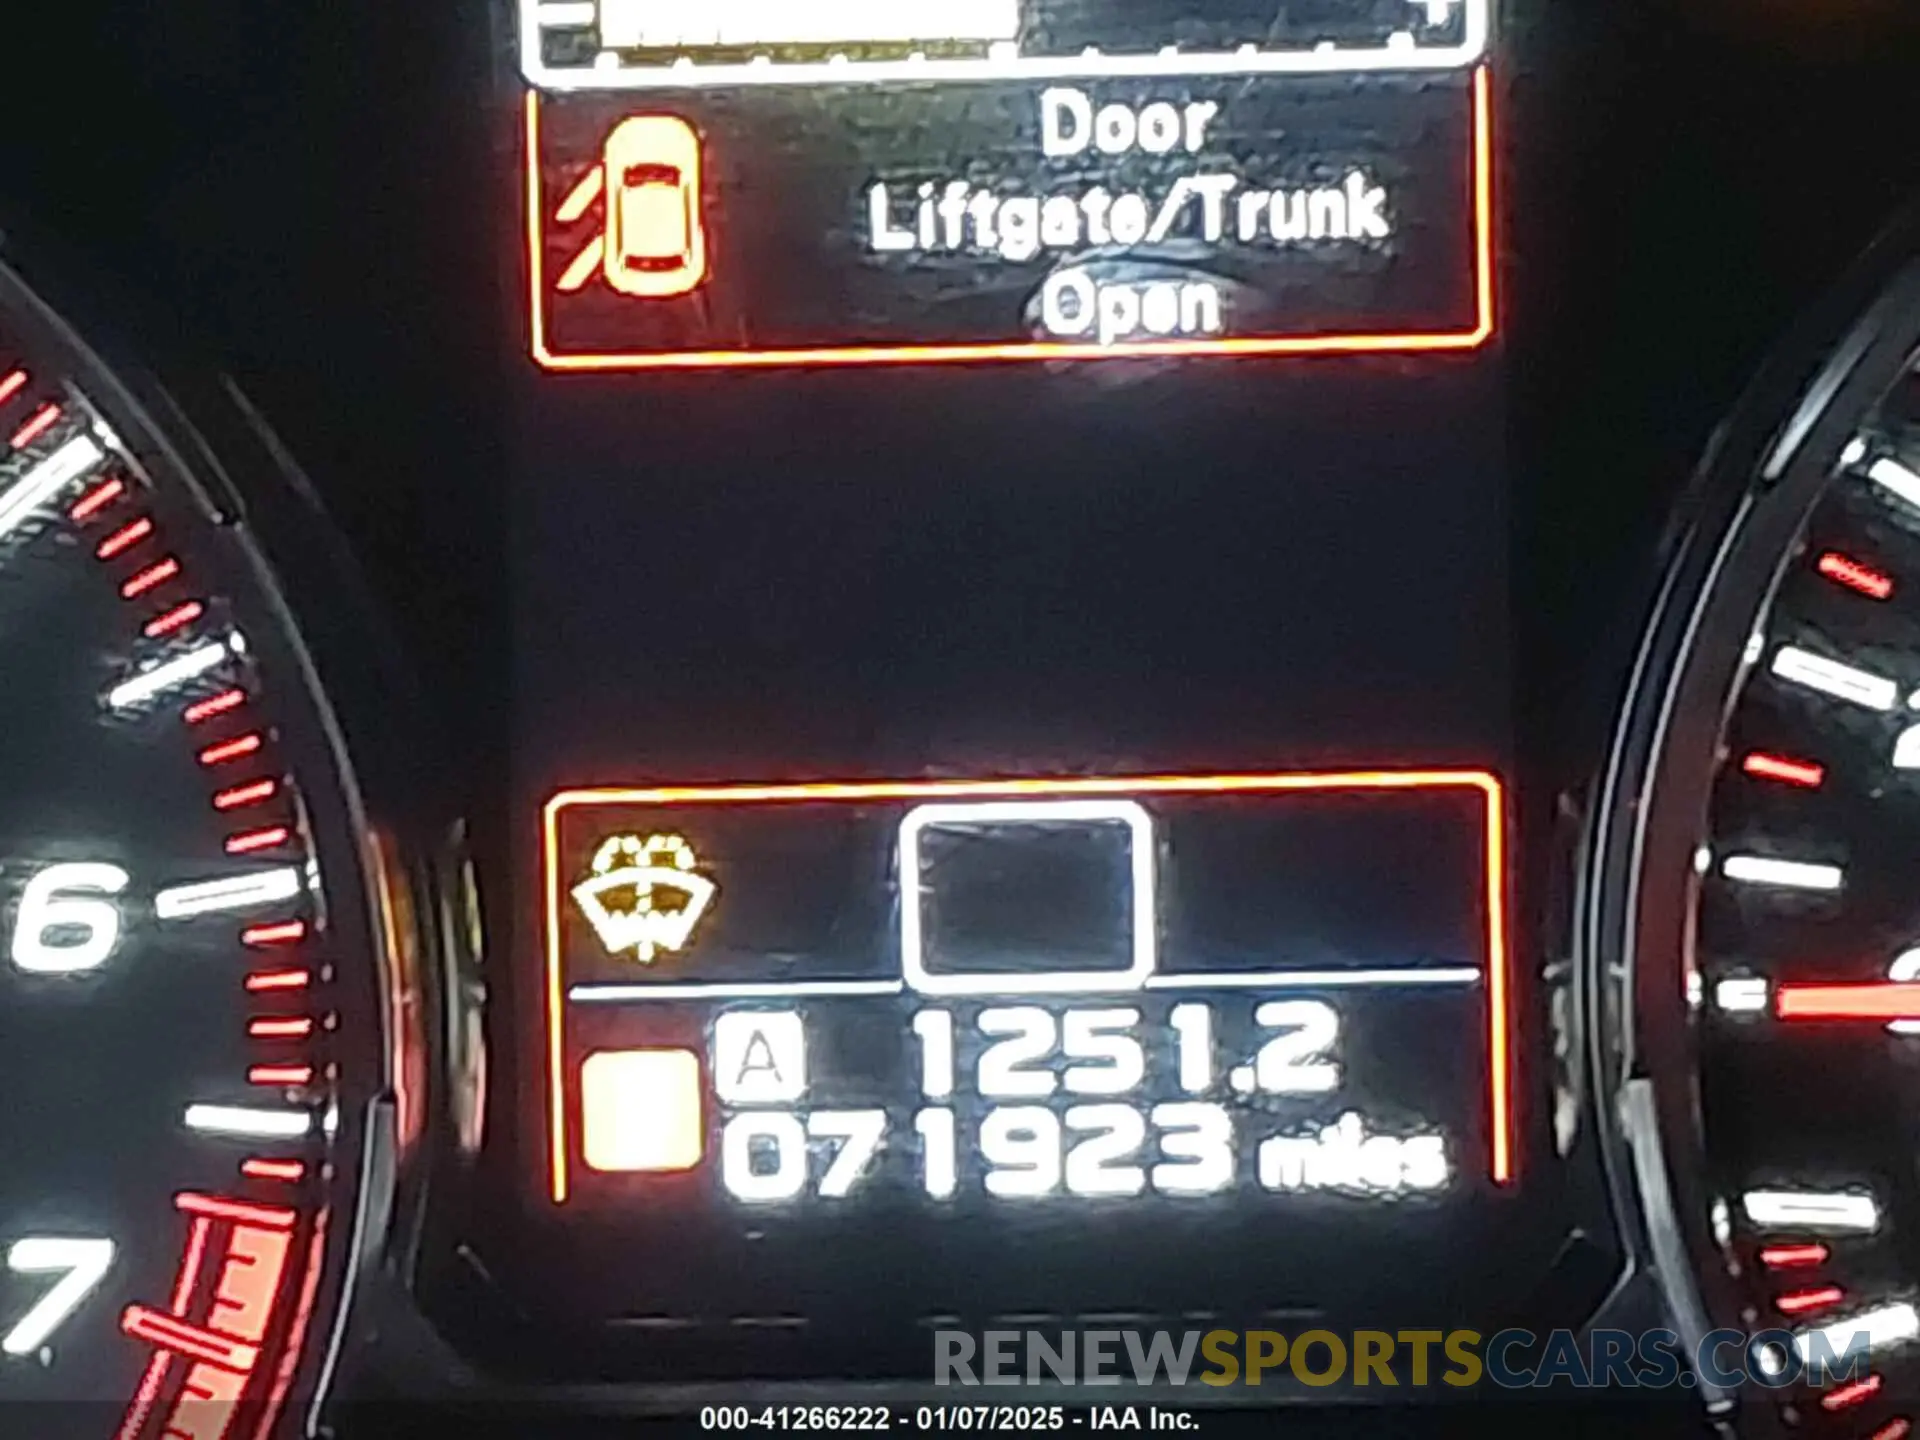 Door
Liftgate/Trunk
Open
6
7
A 1251.2
071923 miles
RENEWSPORTSCARS.COM
000-41266222 - 01/07/2025 - IAA Inc.